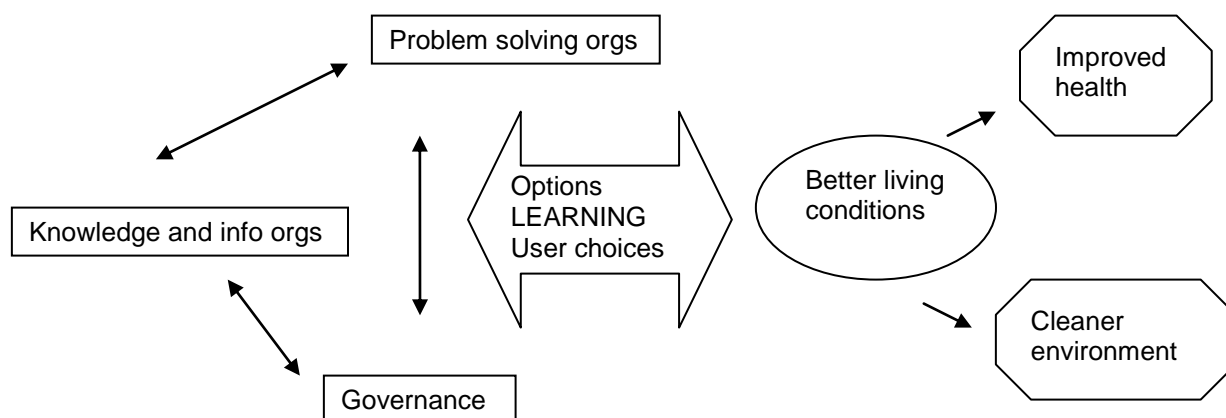 Problem solving orgs
Improved
health
Options
LEARNING
User choices
Better living
conditions
Knowledge and info orgs
Cleaner
environment
Governance